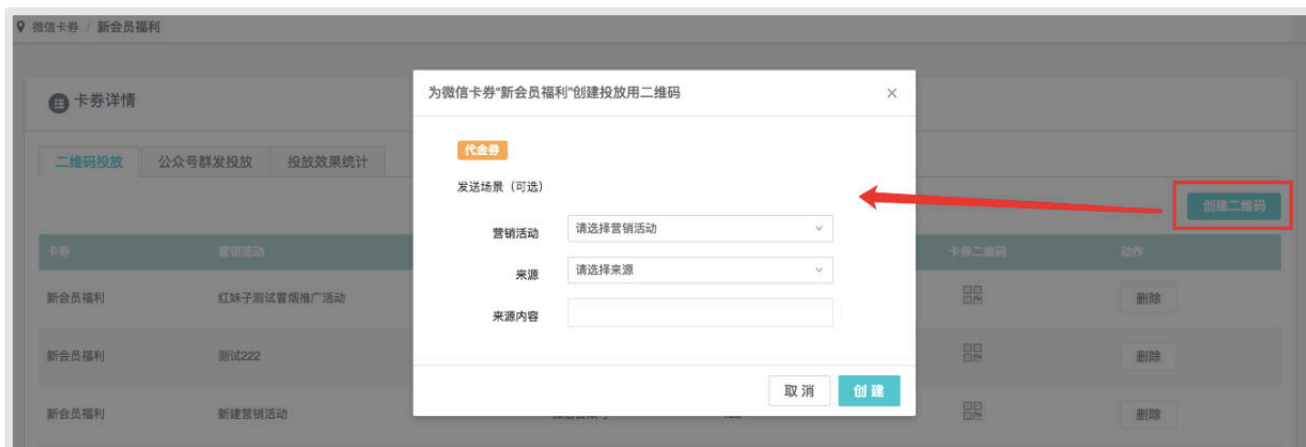 微信卡券 / 新会员福利
卡券详情
二维码投放 公众号群发投放 投放效果统计
创建二维码
卡券 营销活动 卡券二维码 动作
新会员福利 红妹子测试冒烟推广活动 删除
新会员福利 测试222 删除
新会员福利 新建营销活动 删除
为微信卡券“新会员福利”创建投放用二维码 ×
代金券
发送场景（可选）
营销活动 请选择营销活动
来源 请选择来源
来源内容
取消 创建